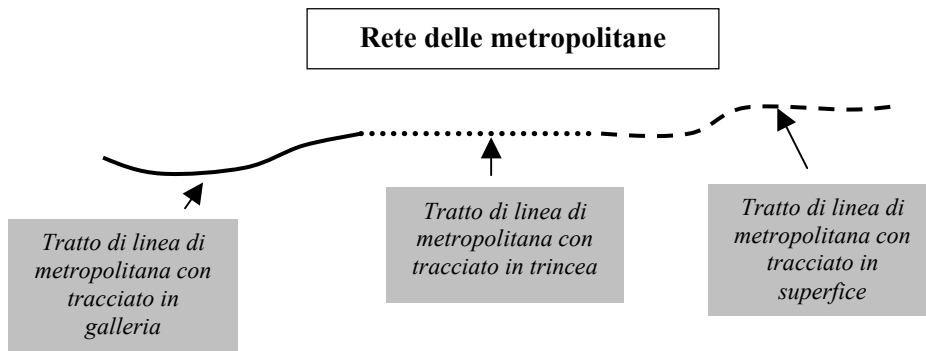 Rete delle metropolitane
Tratto di linea di
metropolitana con
tracciato in
galleria
Tratto di linea di
metropolitana con
tracciato in trincea
Tratto di linea di
metropolitana con
tracciato in
superfice